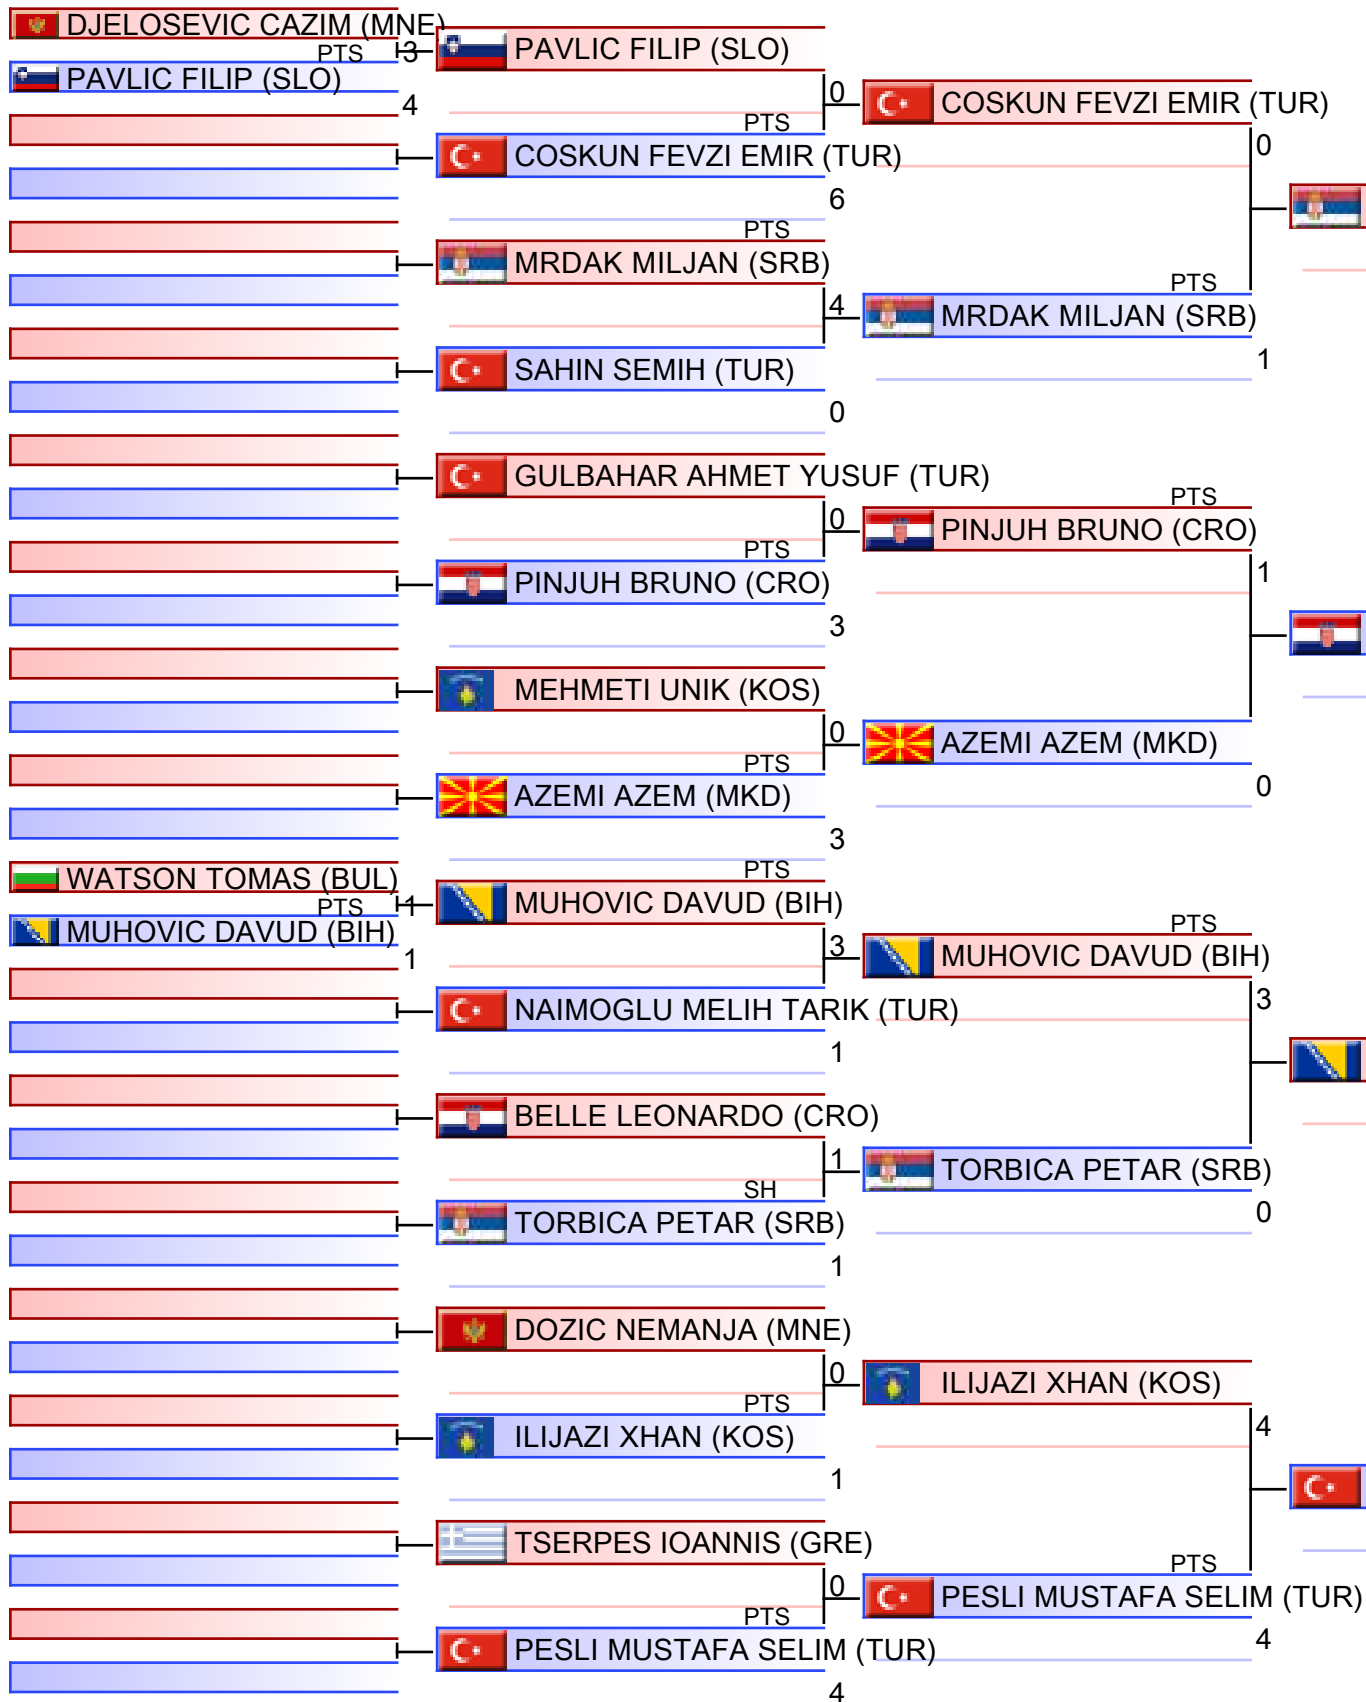 DJELOSEVIC CAZIM (MNE)
PTS 3
PAVLIC FILIP (SLO)
4
WATSON TOMAS (BUL)
PTS 1
MUHOVIC DAVUD (BIH)
1
PAVLIC FILIP (SLO)
0
PTS
COSKUN FEVZI EMIR (TUR)
6
PTS
MRDAK MILJAN (SRB)
4
SAHIN SEMIH (TUR)
0
GULBAHAR AHMET YUSUF (TUR)
0
PTS
PINJUH BRUNO (CRO)
3
MEHMETI UNIK (KOS)
0
PTS
AZEMI AZEM (MKD)
3
PTS
MUHOVIC DAVUD (BIH)
3
NAIMOGLU MELIH TARIK (TUR)
1
BELLE LEONARDO (CRO)
1
SH
TORBICA PETAR (SRB)
1
DOZIC NEMANJA (MNE)
0
PTS
ILIJAZI XHAN (KOS)
1
TSERPES IOANNIS (GRE)
0
PTS
PESLI MUSTAFA SELIM (TUR)
4
COSKUN FEVZI EMIR (TUR)
0
PTS
MRDAK MILJAN (SRB)
1
PTS
PINJUH BRUNO (CRO)
1
AZEMI AZEM (MKD)
0
PTS
MUHOVIC DAVUD (BIH)
3
TORBICA PETAR (SRB)
0
ILIJAZI XHAN (KOS)
4
PTS
PESLI MUSTAFA SELIM (TUR)
4